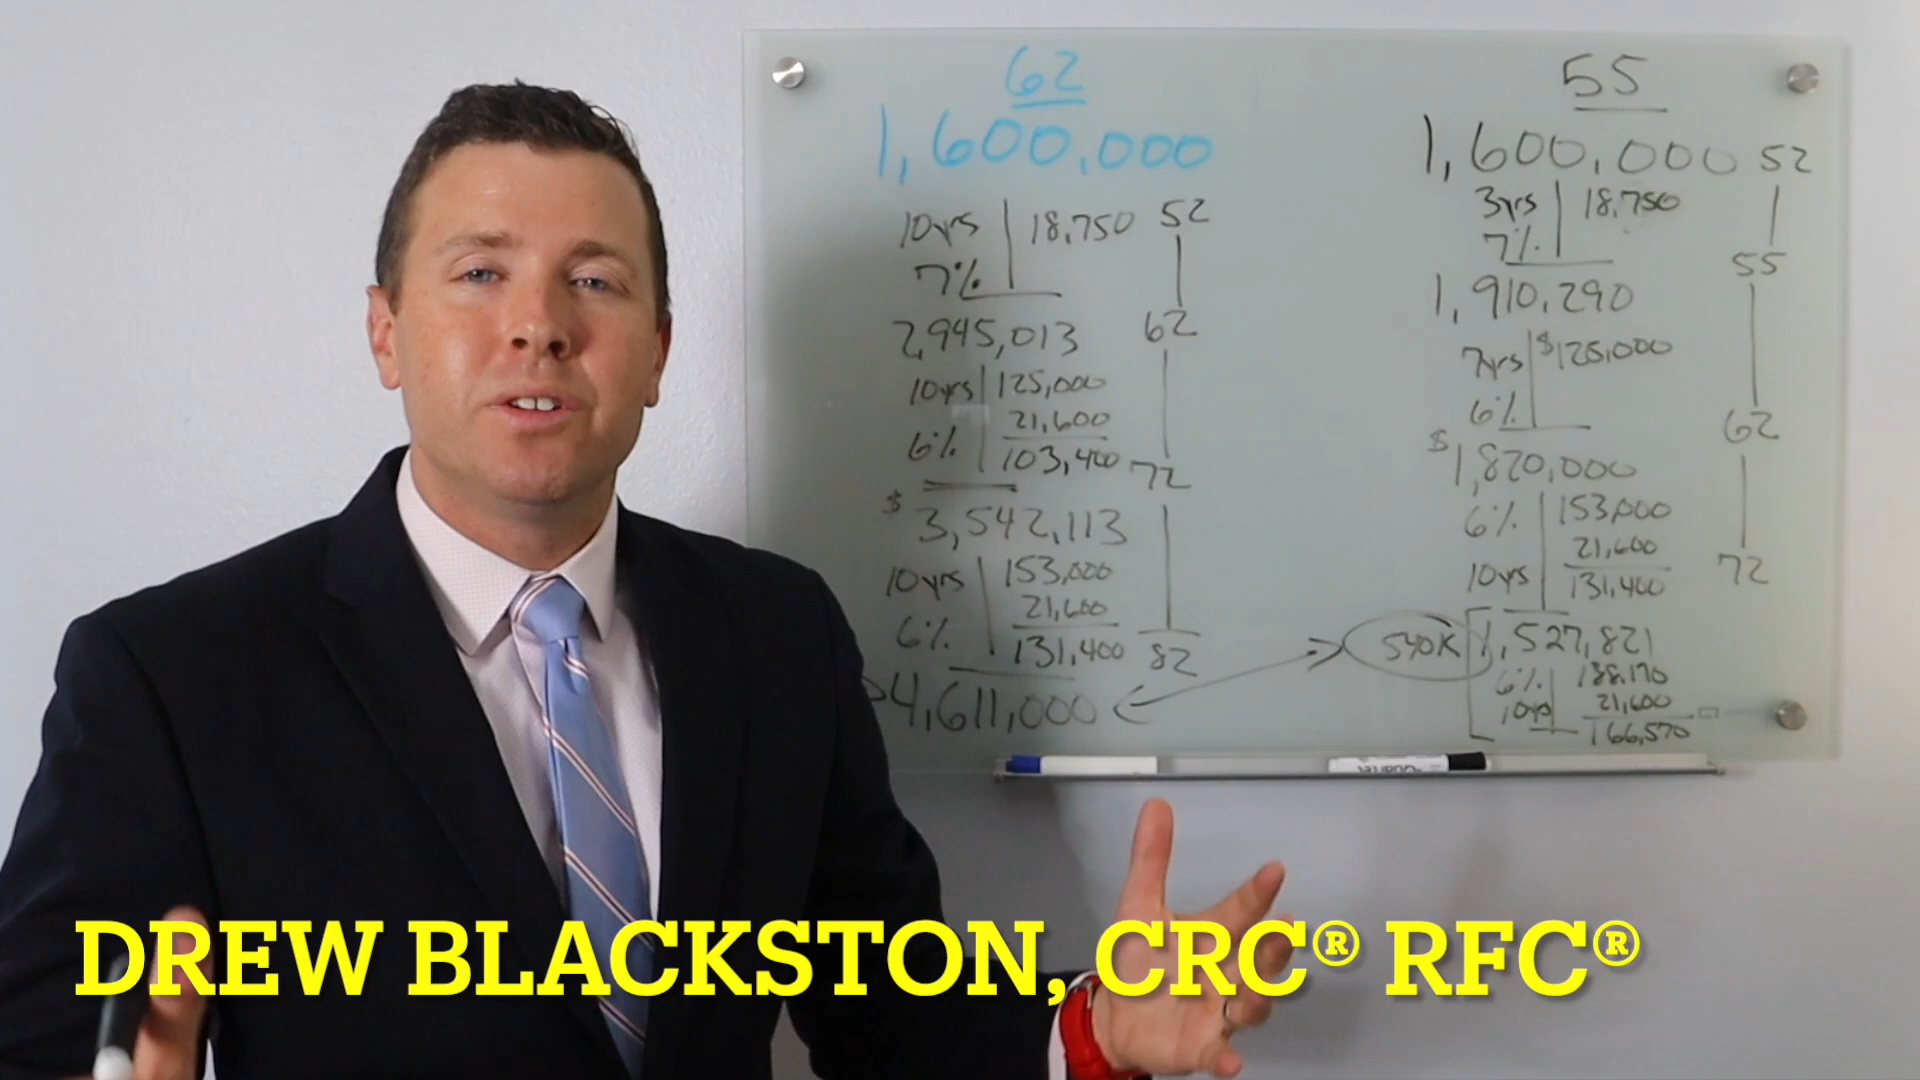 62
1,600,000
10yrs 18,750 52
7%
2,945,013 62
10yrs 125,000
21,600
6% 103,400 72
$3,542,113
10yrs 153,000
21,600
6% 131,400 82
4,611,000
55
1,600,000 52
3yrs 18,750
7%
55
1,910,290
7yrs $125,000
6%
62
$1,820,000
6% 153,000
21,600
10yrs 131,400 72
540K 1,527,821
6% 188,170
21,600
10yrs
166,570
DREW BLACKSTON, CRC® RFC®